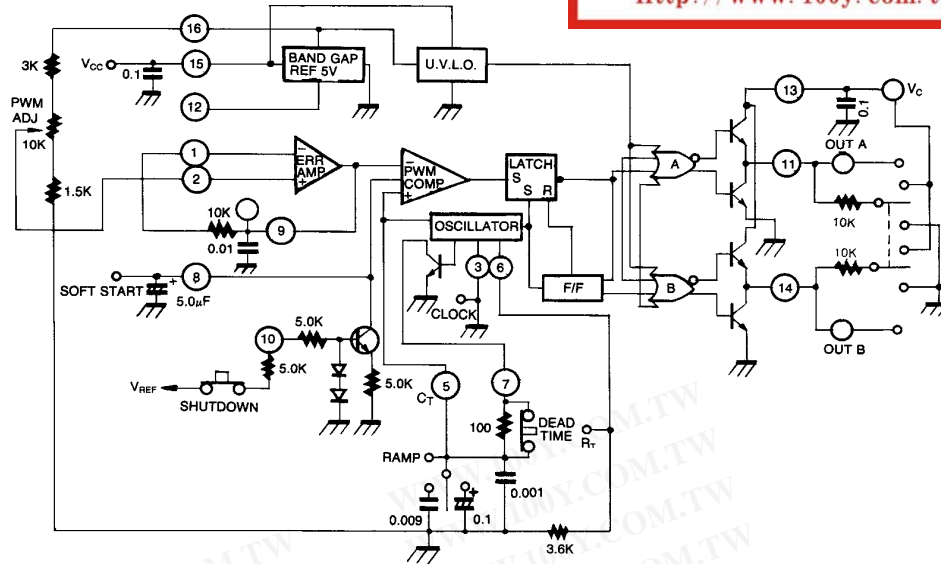 Http://www.100y.com.t
16
3K
VCC
0.1
15
BAND GAP
REF 5V
U.V.L.O.
12
13
VC
0.1
PWM
ADJ
10K
1
2
−
ERR
AMP
+
−
PWM
COMP
+
LATCH
S
S R
A
11
OUT A
1.5K
10K
0.01
9
OSCILLATOR
3
6
10K
10K
SOFT START
+
5.0μF
8
CLOCK
F/F
B
14
OUT B
10
5.0K
5.0K
VREF
SHUTDOWN
5.0K
5
CT
7
100
DEAD
TIME
RT
RAMP
0.009
+
0.1
0.001
3.6K
WWW.100Y.COM.TW
WWW.100Y.COM.TW
WWW.100Y.COM.TW